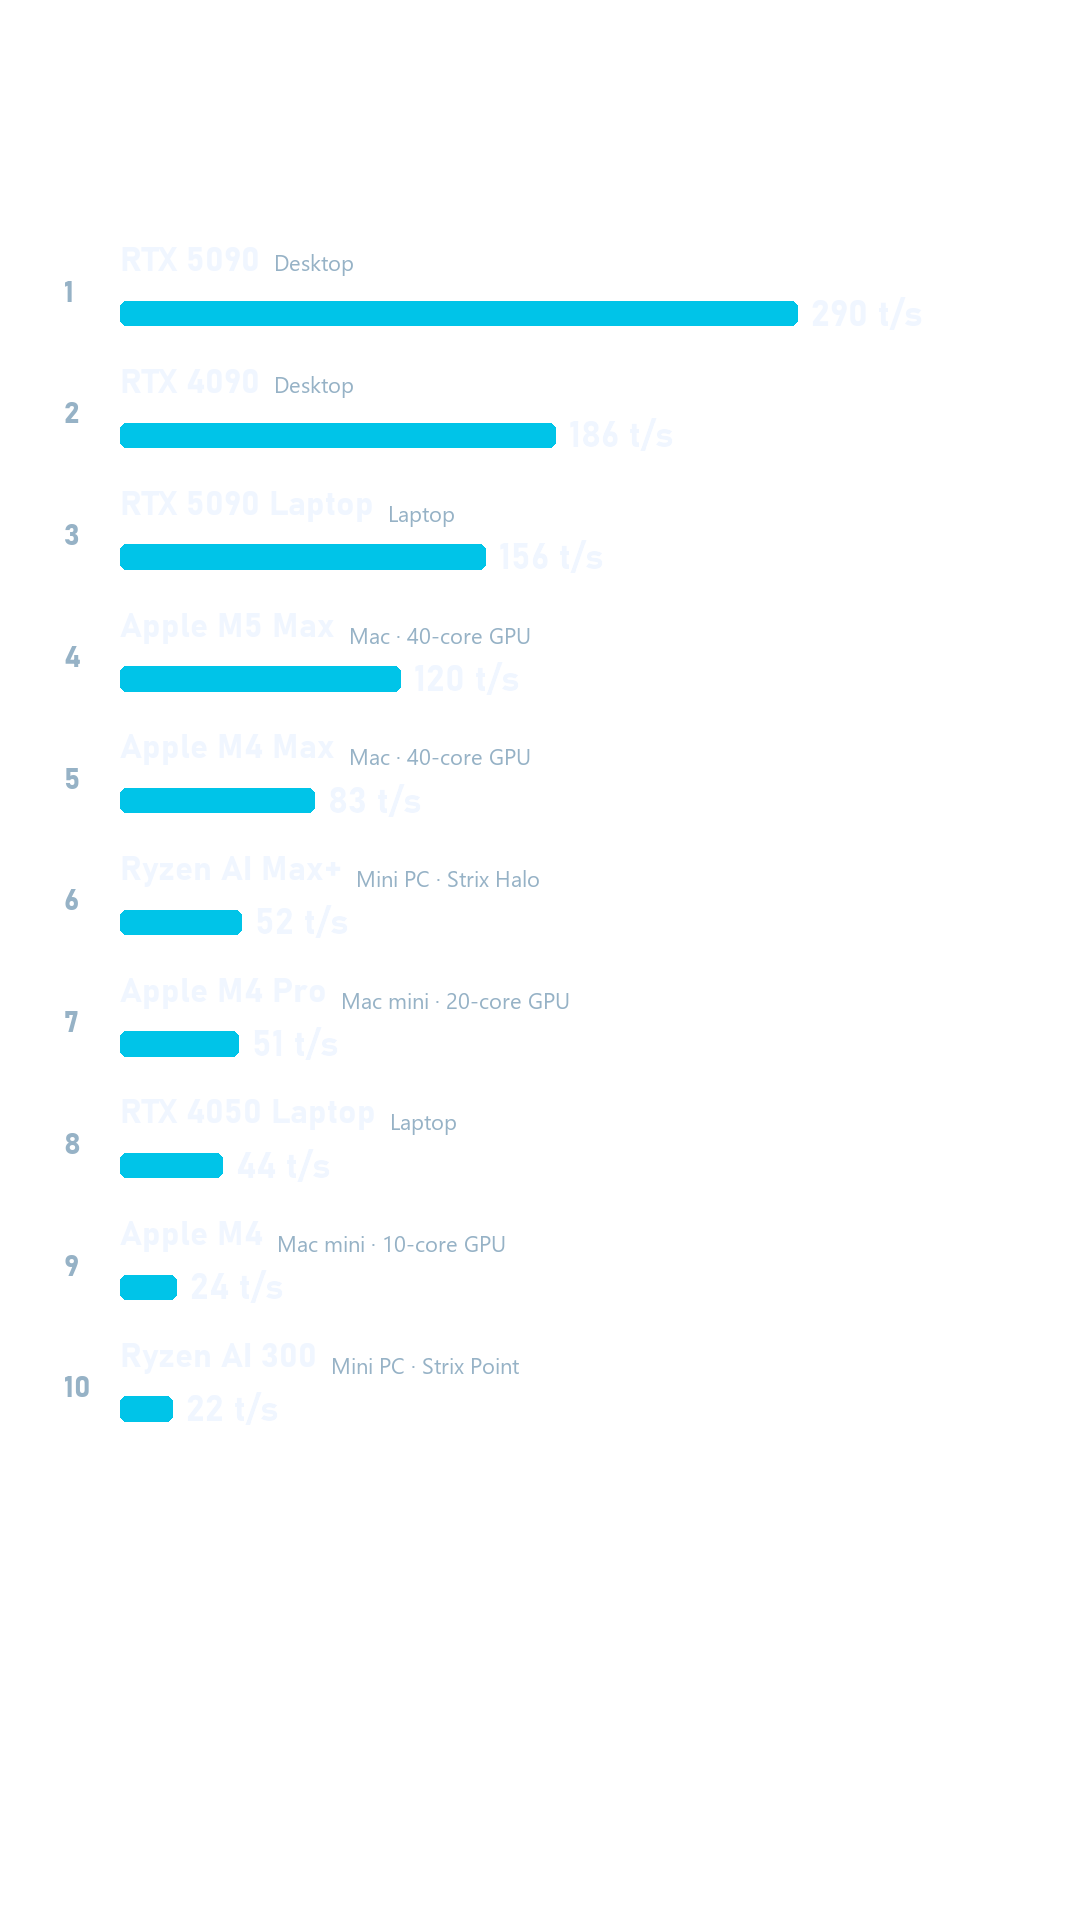 RTX 5090 Desktop
1
290 t/s
RTX 4090 Desktop
2
186 t/s
RTX 5090 Laptop Laptop
3
156 t/s
Apple M5 Max Mac · 40-core GPU
4
120 t/s
Apple M4 Max Mac · 40-core GPU
5
83 t/s
Ryzen AI Max+ Mini PC · Strix Halo
6
52 t/s
Apple M4 Pro Mac mini · 20-core GPU
7
51 t/s
RTX 4050 Laptop Laptop
8
44 t/s
Apple M4 Mac mini · 10-core GPU
9
24 t/s
Ryzen AI 300 Mini PC · Strix Point
10
22 t/s